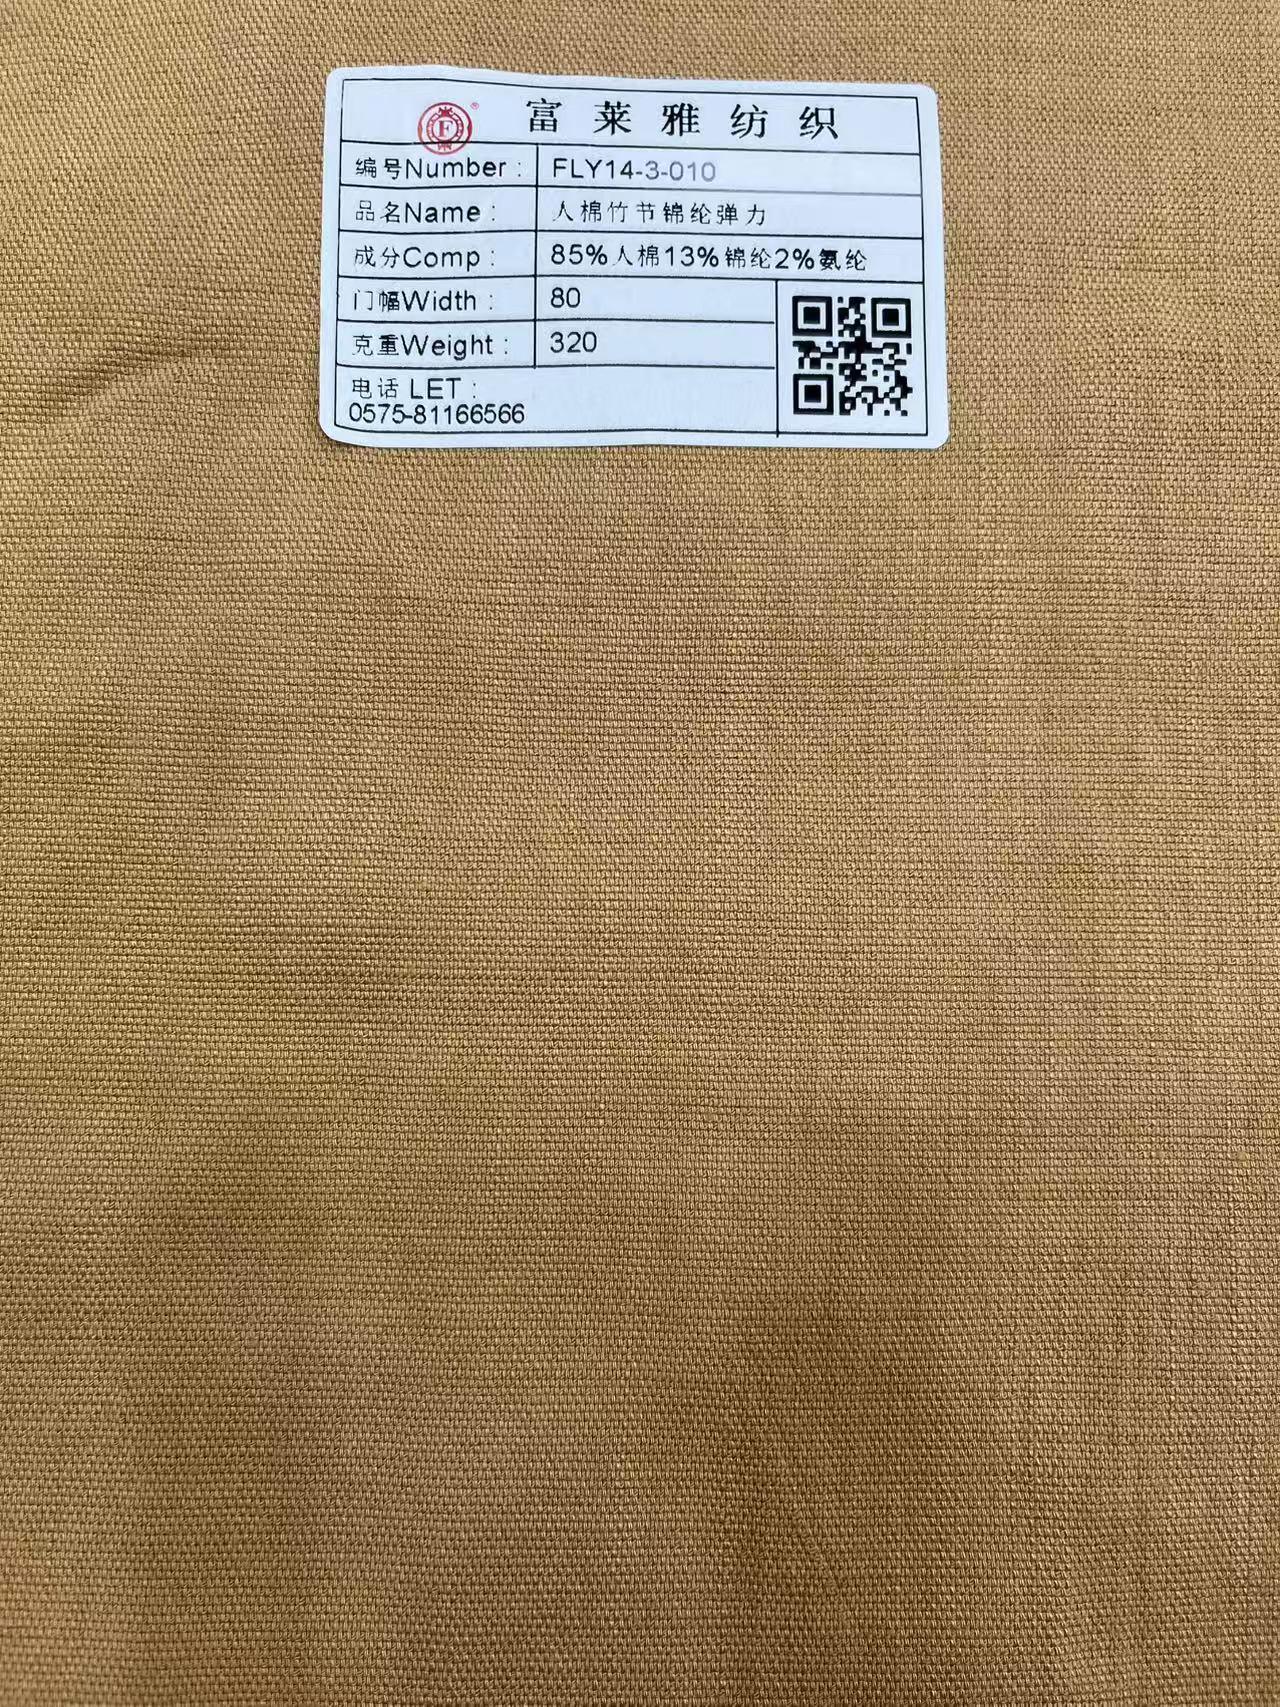 F ®
富莱雅纺织
编号Number: FLY14-3-010
品名Name: 人棉竹节锦纶弹力
成分Comp: 85%人棉13%锦纶2%氨纶
门幅Width: 80
克重Weight: 320
电话 LET:
0575-81166566